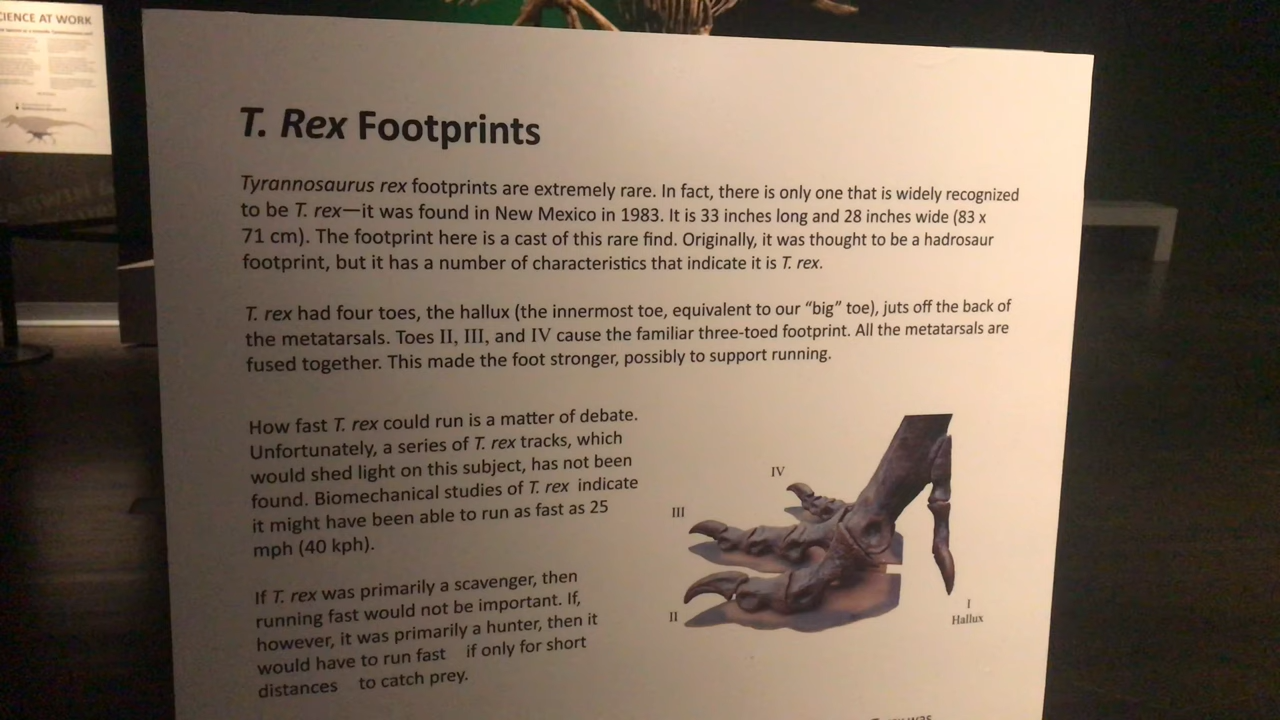 CIENCE AT WORK
T. Rex Footprints
Tyrannosaurus rex footprints are extremely rare. In fact, there is only one that is widely recognized
to be T. rex—it was found in New Mexico in 1983. It is 33 inches long and 28 inches wide (83 x
71 cm). The footprint here is a cast of this rare find. Originally, it was thought to be a hadrosaur
footprint, but it has a number of characteristics that indicate it is T. rex.
T. rex had four toes, the hallux (the innermost toe, equivalent to our “big” toe), juts off the back of
the metatarsals. Toes II, III, and IV cause the familiar three-toed footprint. All the metatarsals are
fused together. This made the foot stronger, possibly to support running.
How fast T. rex could run is a matter of debate.
Unfortunately, a series of T. rex tracks, which
would shed light on this subject, has not been
found. Biomechanical studies of T. rex indicate
it might have been able to run as fast as 25
mph (40 kph).
If T. rex was primarily a scavenger, then
running fast would not be important. If,
however, it was primarily a hunter, then it
would have to run fast if only for short
distances to catch prey.
IV
III
II
I
Hallux